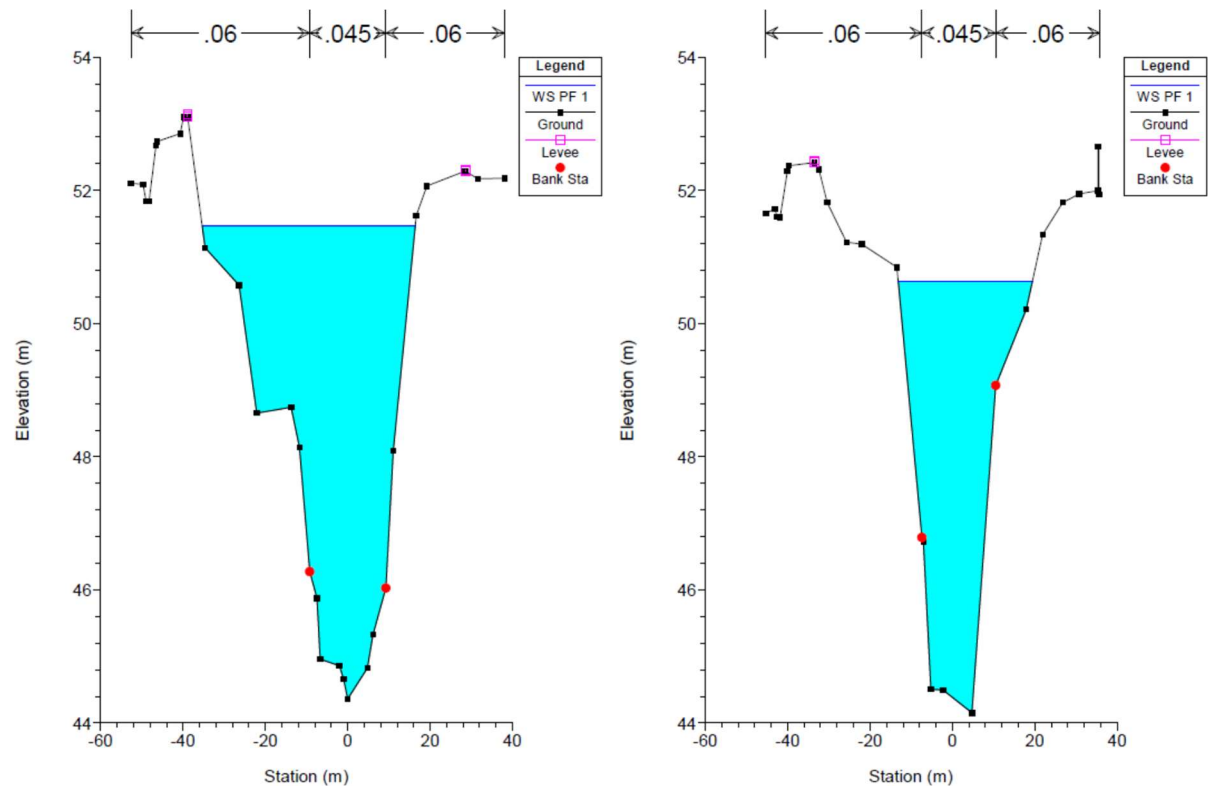 .06 .045 .06
54
52
50
48
46
44
Elevation (m)
-60 -40 -20 0 20 40
Station (m)
Legend
WS PF 1
Ground
Levee
Bank Sta
.06 .045 .06
54
52
50
48
46
44
Elevation (m)
-60 -40 -20 0 20 40
Station (m)
Legend
WS PF 1
Ground
Levee
Bank Sta